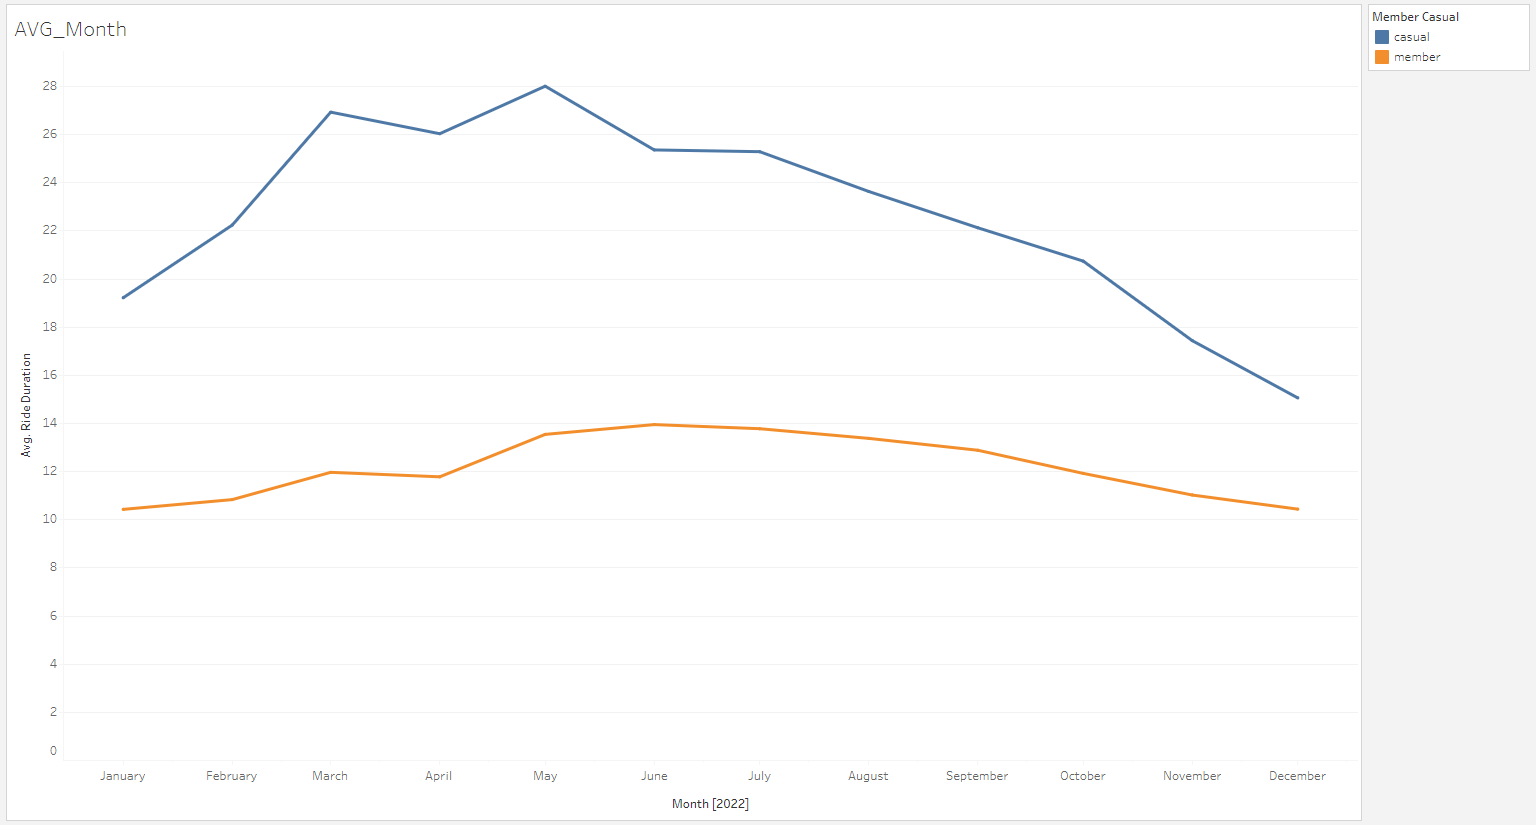 AVG_Month
Member Casual
casual
member
28
26
24
22
20
18
16
14
12
10
8
6
4
2
0
Avg. Ride Duration
January February March April May June July August September October November December
Month [2022]